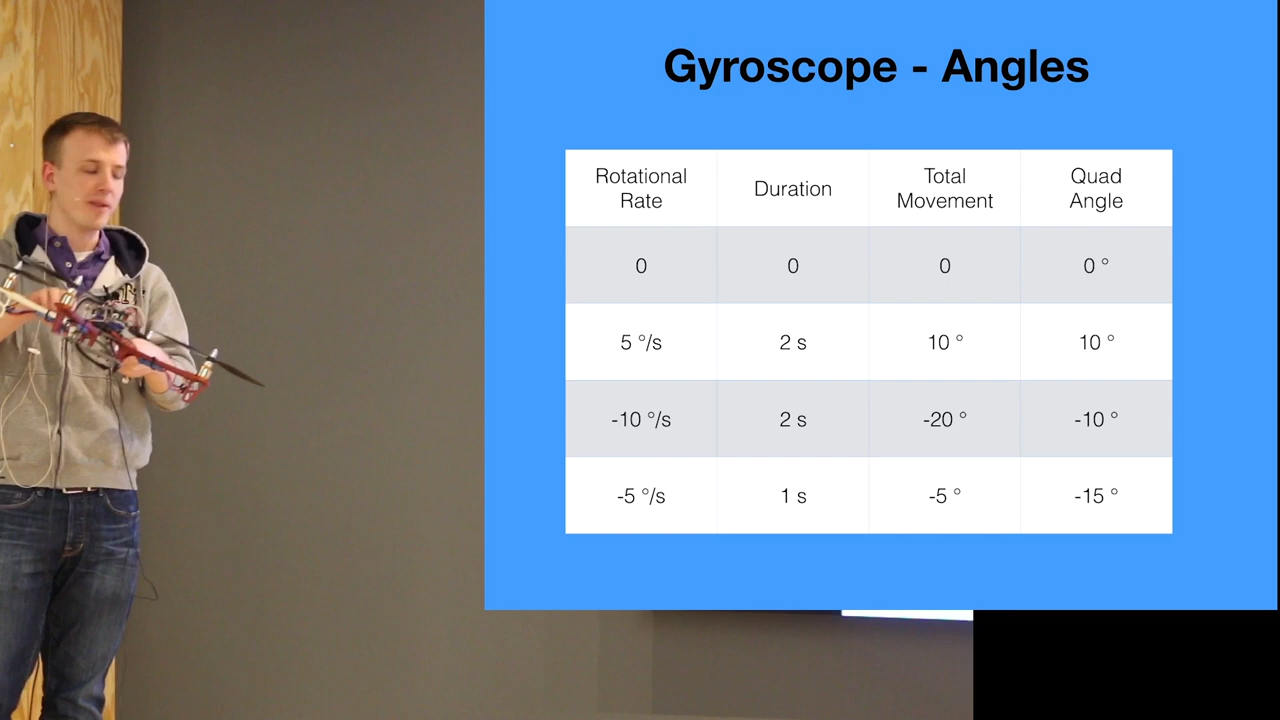 Gyroscope - Angles
Rotational Rate	Duration	Total Movement	Quad Angle
0	0	0	0 °
5 °/s	2 s	10 °	10 °
-10 °/s	2 s	-20 °	-10 °
-5 °/s	1 s	-5 °	-15 °